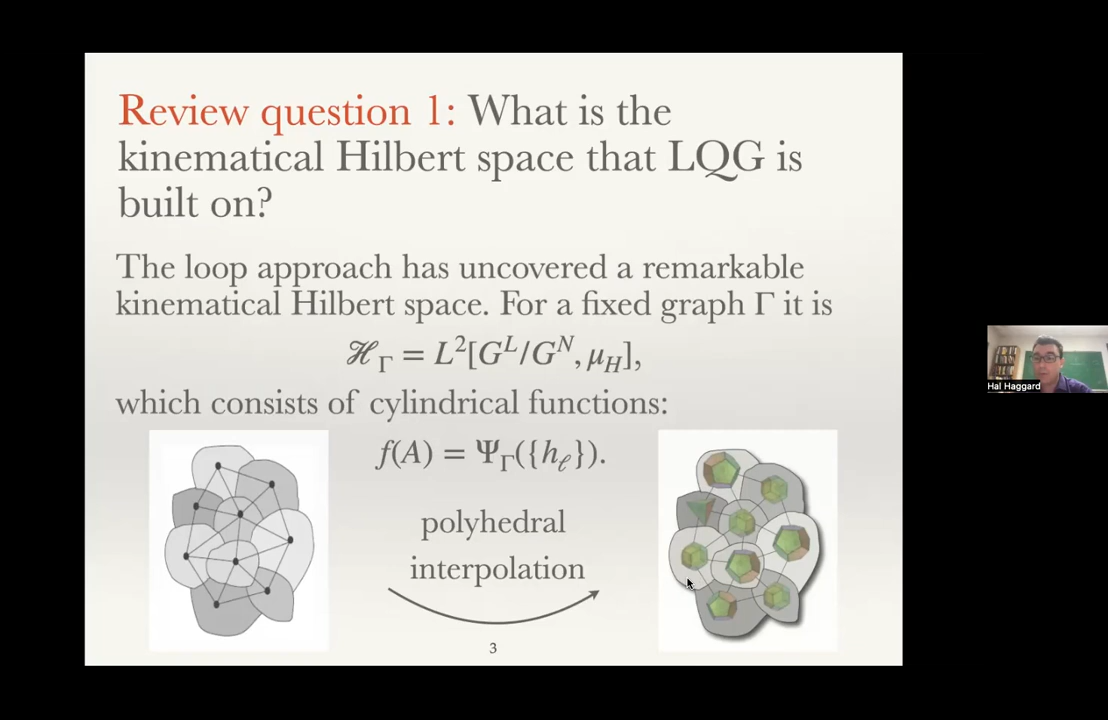 Review question 1: What is the
kinematical Hilbert space that LQG is
built on?
The loop approach has uncovered a remarkable
kinematical Hilbert space. For a fixed graph Γ it is
ℋ_Γ = L²[G^L/G^N, μ_H],
which consists of cylindrical functions:
f(A) = Ψ_Γ({h_ℓ}).
polyhedral
interpolation
3
Hal Haggard